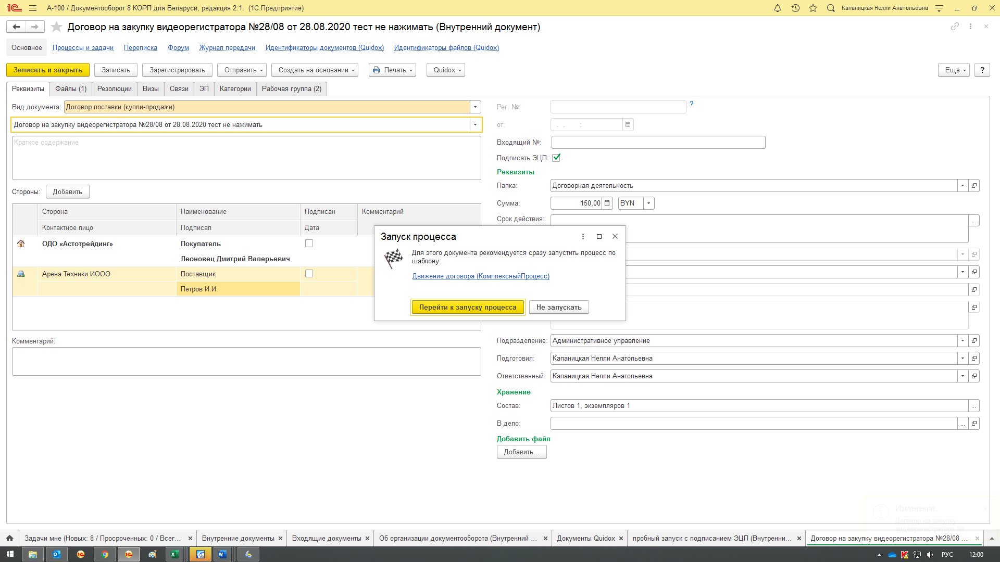 А-100 / Документооборот 8 КОРП для Беларуси, редакция 2.1. (1С:Предприятие)
Капаницкая Нелли Анатольевна
Договор на закупку видеорегистратора №28/08 от 28.08.2020 тест не нажимать (Внутренний документ)
Основное Процессы и задачи Переписка Форум Журнал передачи Идентификаторы документов (Quidox) Идентификаторы файлов (Quidox)
Записать и закрыть Записать Зарегистрировать Отправить Создать на основании Печать Quidox Еще ?
Реквизиты Файлы (1) Резолюции Визы Связи ЭП Категории Рабочая группа (2)
Вид документа: Договор поставки (купли-продажи)
Договор на закупку видеорегистратора №28/08 от 28.08.2020 тест не нажимать
Краткое содержание
Стороны: Добавить
Сторона Наименование Подписан Комментарий
Контактное лицо Подписал Дата
ОДО «Астотрейдинг» Покупатель
Леоновец Дмитрий Валерьевич
Арена Техники ИООО Поставщик
Петров И.И.
Комментарий:
Рег. №: ?
от: . . :
Входящий №:
Подписать ЭЦП:
Реквизиты
Папка: Договорная деятельность
Сумма: 150,00 BYN
Срок действия: ...
Запуск процесса
Для этого документа рекомендуется сразу запустить процесс по
шаблону:
Движение договора (КомплексныйПроцесс)
Перейти к запуску процесса Не запускать
Подразделение: Административное управление
Подготовил: Капаницкая Нелли Анатольевна
Ответственный: Капаницкая Нелли Анатольевна
Хранение
Состав: Листов 1, экземпляров 1 ...
В дело: ...
Добавить файл
Добавить...
Изменение:
Договор на закупку
видеорегистратора №
Задачи мне (Новых: 8 / Просроченных: 0 / Всег... Внутренние документы Входящие документы Об организации документооборота (Внутренний ... Документы Quidox пробный запуск с подписанием ЭЦП (Внутренни... Договор на закупку видеорегистратора №28/08 ...
РУС 12:00